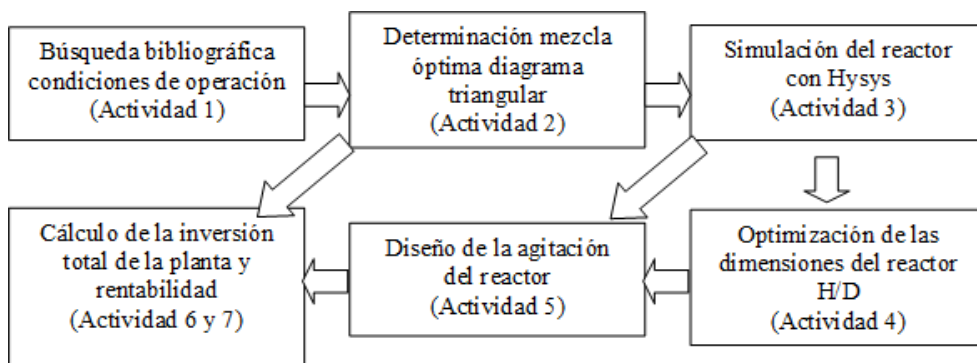 Búsqueda bibliográfica
condiciones de operación
(Actividad 1)
Determinación mezcla
óptima diagrama
triangular
(Actividad 2)
Simulación del reactor
con Hysys
(Actividad 3)
Cálculo de la inversión
total de la planta y
rentabilidad
(Actividad 6 y 7)
Diseño de la agitación
del reactor
(Actividad 5)
Optimización de las
dimensiones del reactor
H/D
(Actividad 4)